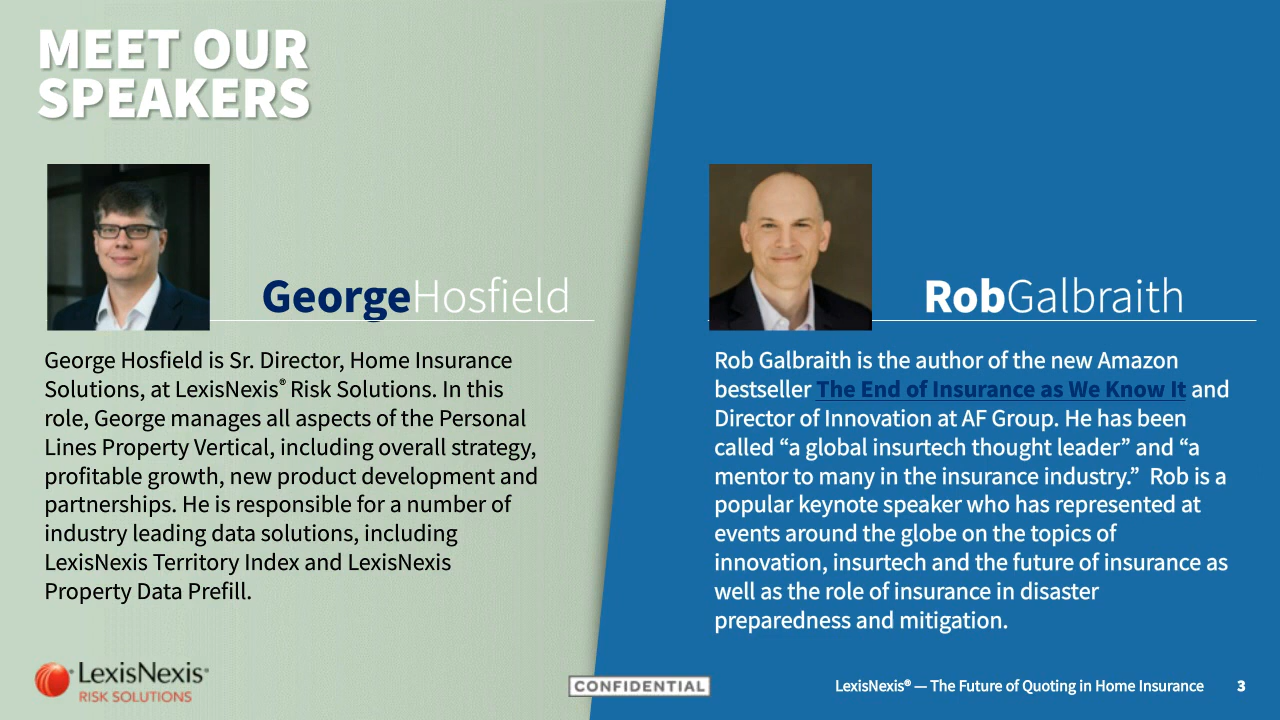 MEET OUR
SPEAKERS
GeorgeHosfield
George Hosfield is Sr. Director, Home Insurance
Solutions, at LexisNexis® Risk Solutions. In this
role, George manages all aspects of the Personal
Lines Property Vertical, including overall strategy,
profitable growth, new product development and
partnerships. He is responsible for a number of
industry leading data solutions, including
LexisNexis Territory Index and LexisNexis
Property Data Prefill.
RobGalbraith
Rob Galbraith is the author of the new Amazon
bestseller The End of Insurance as We Know It and
Director of Innovation at AF Group. He has been
called “a global insurtech thought leader” and “a
mentor to many in the insurance industry.”  Rob is a
popular keynote speaker who has represented at
events around the globe on the topics of
innovation, insurtech and the future of insurance as
well as the role of insurance in disaster
preparedness and mitigation.
LexisNexis®
RISK SOLUTIONS
CONFIDENTIAL
LexisNexis® — The Future of Quoting in Home Insurance 3